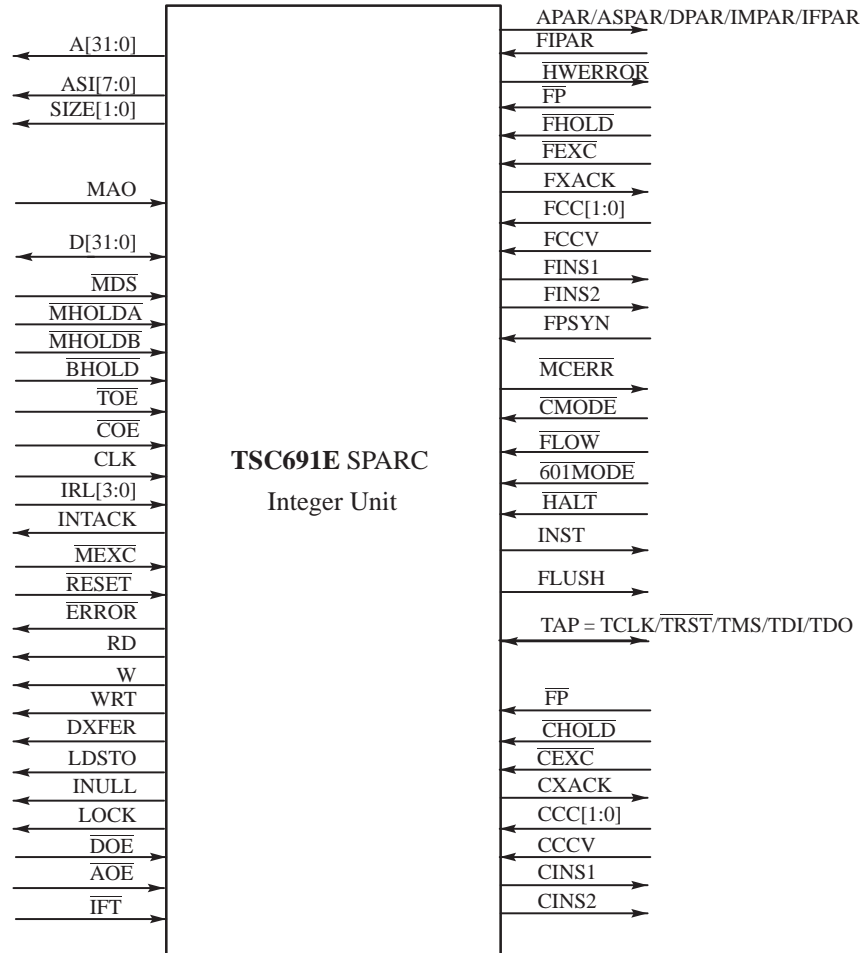 A[31:0]
ASI[7:0]
SIZE[1:0]
MAO
D[31:0]
MDS
MHOLDA
MHOLDB
BHOLD
TOE
COE
CLK
IRL[3:0]
INTACK
MEXC
RESET
ERROR
RD
W
WRT
DXFER
LDSTO
INULL
LOCK
DOE
AOE
IFT
TSC691E SPARC
Integer Unit
APAR/ASPAR/DPAR/IMPAR/IFPAR
FIPAR
HWERROR
FP
FHOLD
FEXC
FXACK
FCC[1:0]
FCCV
FINS1
FINS2
FPSYN
MCERR
CMODE
FLOW
601MODE
HALT
INST
FLUSH
TAP = TCLK/TRST/TMS/TDI/TDO
FP
CHOLD
CEXC
CXACK
CCC[1:0]
CCCV
CINS1
CINS2